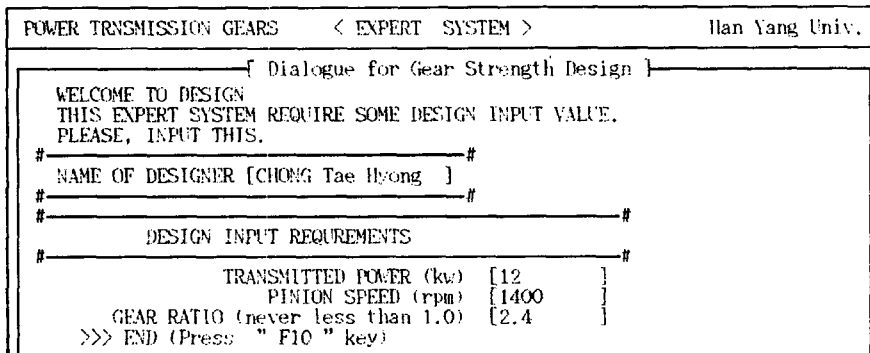 POWER TRNSMISSION GEARS < EXPERT SYSTEM > Han Yang Univ.
[ Dialogue for Gear Strength Design ]
WELCOME TO DESIGN
THIS EXPERT SYSTEM REQUIRE SOME DESIGN INPUT VALUE.
PLEASE, INPUT THIS.
NAME OF DESIGNER [CHONG Tae Hyong ]
DESIGN INPUT REQUREMENTS
TRANSMITTED POWER (kw) [12 ]
PINION SPEED (rpm) [1400 ]
GEAR RATIO (never less than 1.0) [2.4 ]
>>> END (Press " F10 " key)